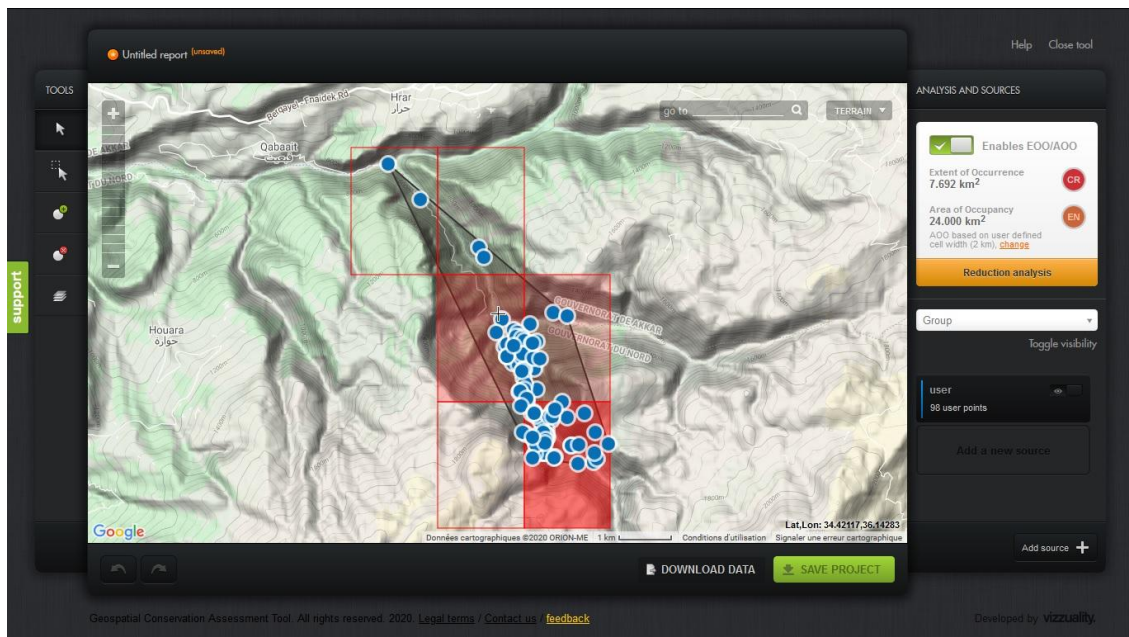 Help Close tool
Untitled report (unsaved)
TOOLS
ANALYSIS AND SOURCES
Hrar
حرار
Qabaait
قبعيت
go to
TERRAIN
Enables EOO/AOO
Extent of Occurrence
7.692 km2
CR
Area of Occupancy
24.000 km2
EN
AOO based on user defined
cell width (2 km), change
Reduction analysis
support
GOUVERNORAT DE AKKAR
GOUVERNORAT DU NORD
Houara
حوارة
Group
Toggle visibility
user
98 user points
Add a new source
Lat,Lon: 34.42117,36.14283
Google
Données cartographiques ©2020 ORION-ME 1 km Conditions d'utilisation Signaler une erreur cartographique
Add source
DOWNLOAD DATA
SAVE PROJECT
Geospatial Conservation Assessment Tool. All rights reserved. 2020. Legal terms / Contact us / feedback
Developed by vizzuality.